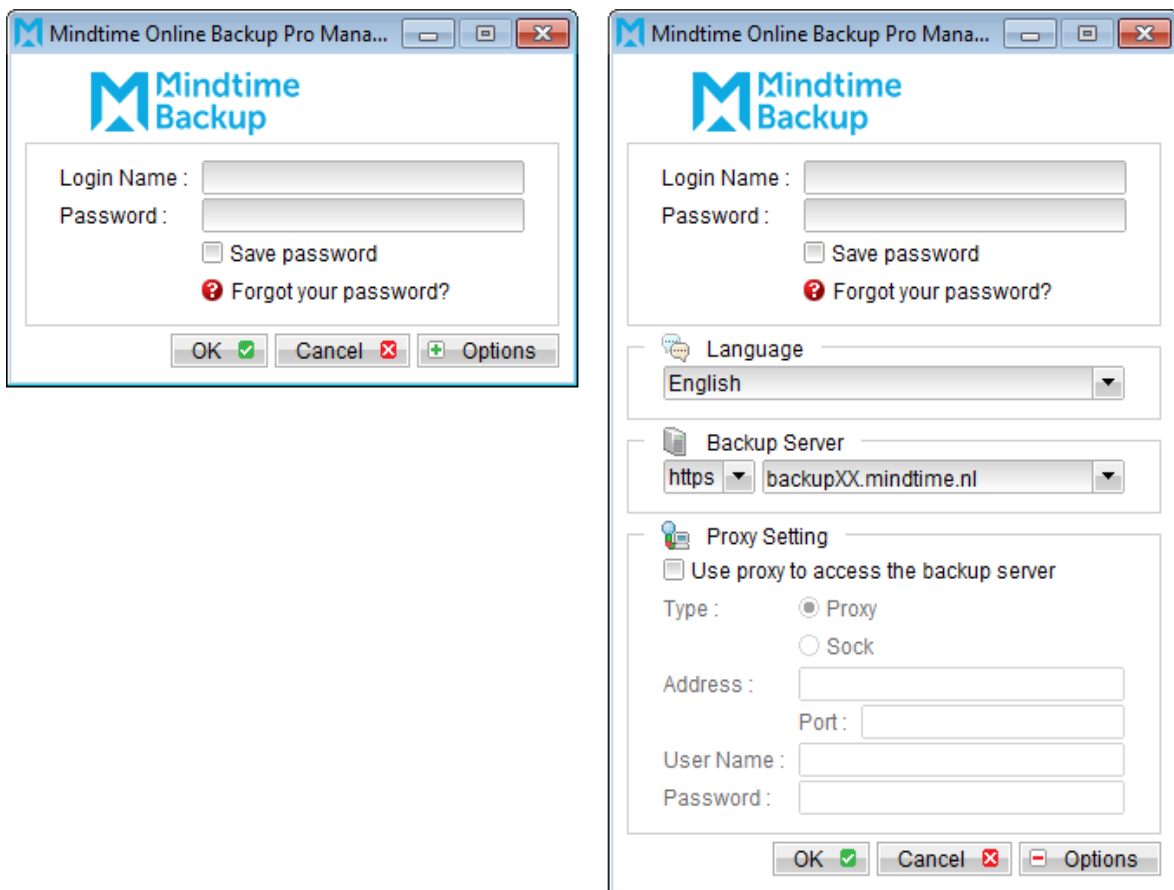 Mindtime Online Backup Pro Mana...
Mindtime
Backup
Login Name :
Password :
Save password
Forgot your password?
OK Cancel Options
Mindtime Online Backup Pro Mana...
Mindtime
Backup
Login Name :
Password :
Save password
Forgot your password?
Language
English
Backup Server
https backupXX.mindtime.nl
Proxy Setting
Use proxy to access the backup server
Type : Proxy
Sock
Address :
Port :
User Name :
Password :
OK Cancel Options